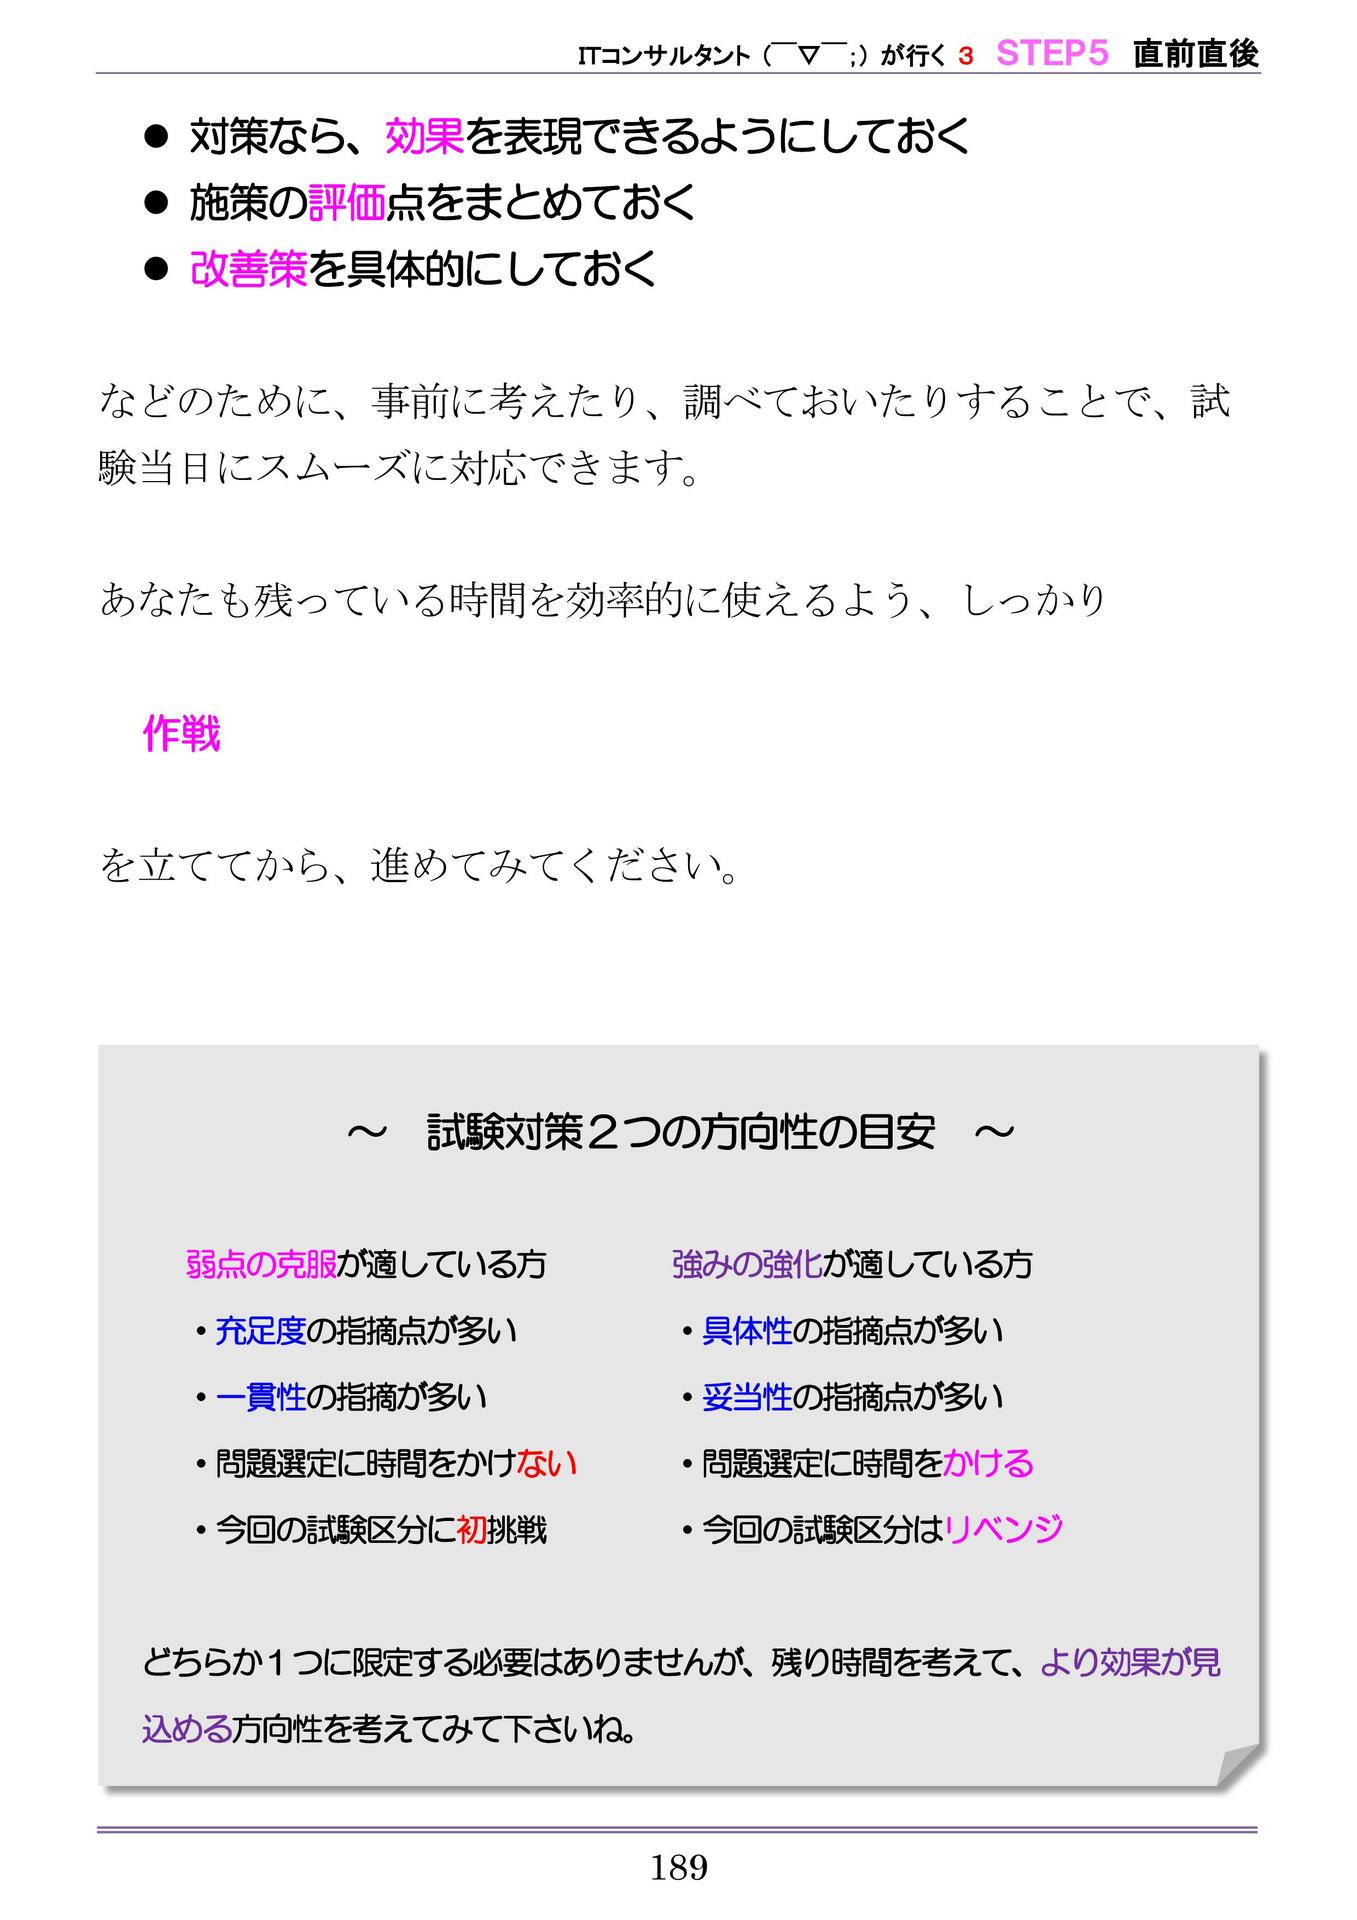 ITコンサルタント（￣▽￣；）が行く 3 STEP5 直前直後
● 対策なら、効果を表現できるようにしておく
● 施策の評価点をまとめておく
● 改善策を具体的にしておく
などのために、事前に考えたり、調べておいたりすることで、試
験当日にスムーズに対応できます。
あなたも残っている時間を効率的に使えるよう、しっかり
作戦
を立ててから、進めてみてください。
～　試験対策２つの方向性の目安　～
弱点の克服が適している方
・充足度の指摘点が多い
・一貫性の指摘が多い
・問題選定に時間をかけない
・今回の試験区分に初挑戦
強みの強化が適している方
・具体性の指摘点が多い
・妥当性の指摘点が多い
・問題選定に時間をかける
・今回の試験区分はリベンジ
どちらか１つに限定する必要はありませんが、残り時間を考えて、より効果が見
込める方向性を考えてみて下さいね。
189